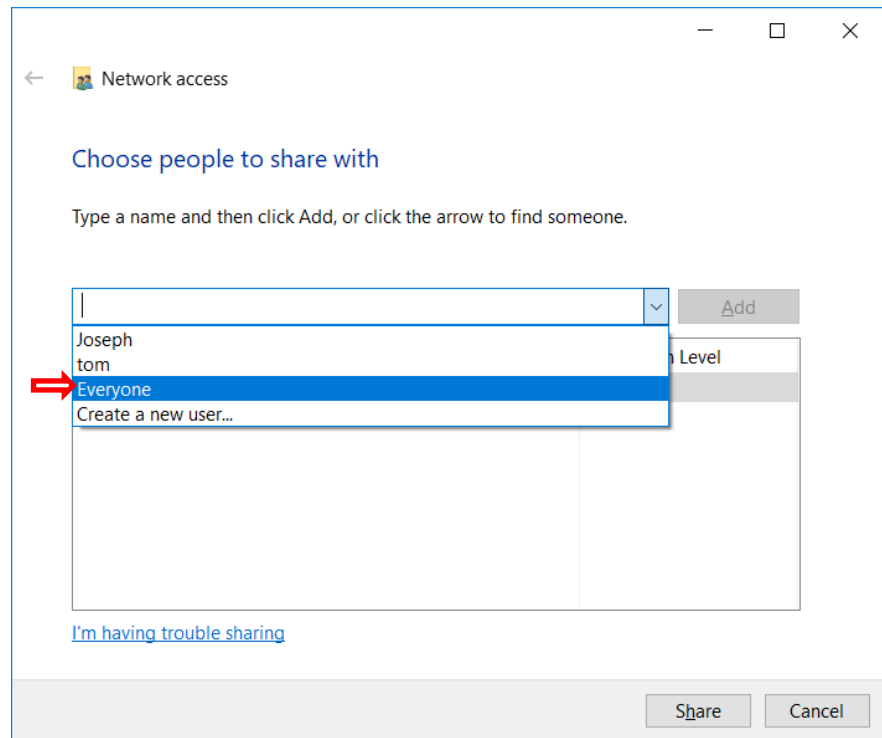 Network access
Choose people to share with
Type a name and then click Add, or click the arrow to find someone.
Add
Joseph
tom
Level
Everyone
Create a new user...
I'm having trouble sharing
Share Cancel